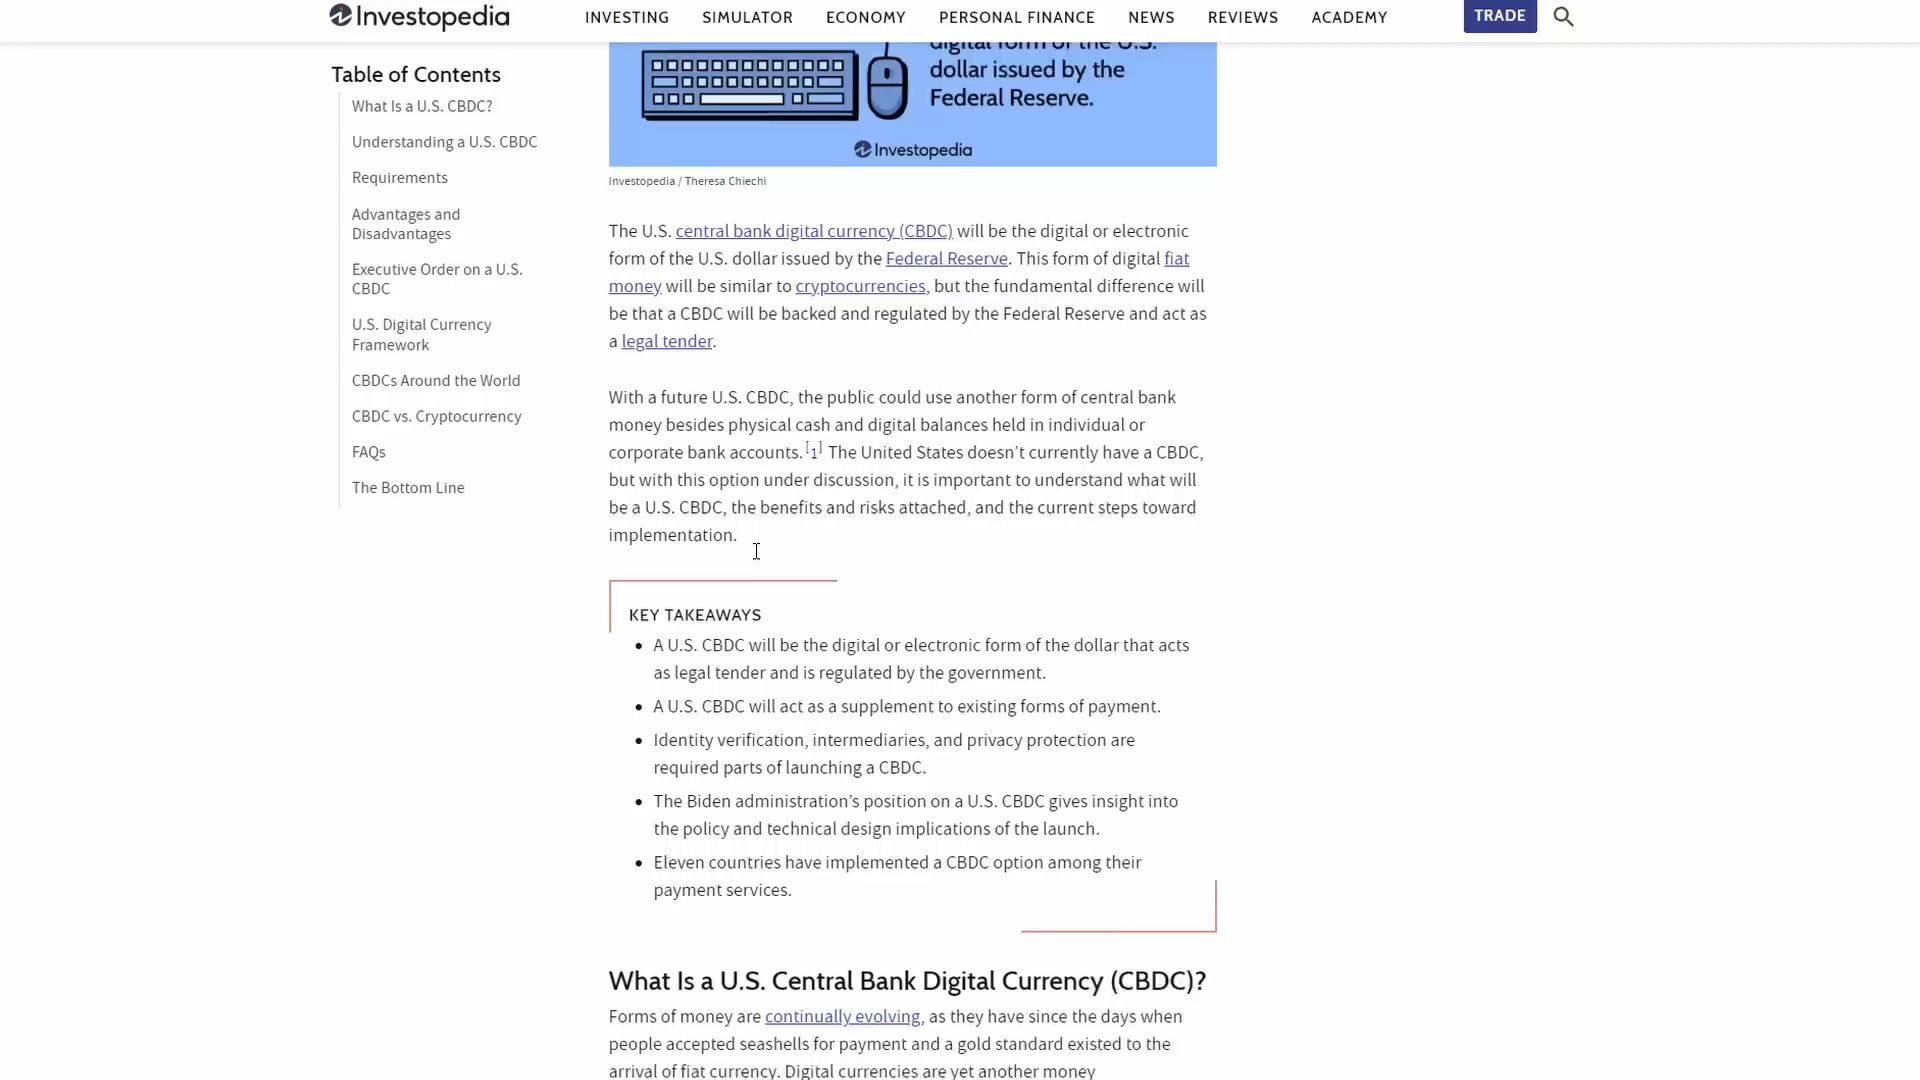 Investopedia
INVESTING
SIMULATOR
ECONOMY
PERSONAL FINANCE
NEWS
REVIEWS
ACADEMY
TRADE
Table of Contents
What Is a U.S. CBDC?
Understanding a U.S. CBDC
Requirements
Advantages and
Disadvantages
Executive Order on a U.S.
CBDC
U.S. Digital Currency
Framework
CBDCs Around the World
CBDC vs. Cryptocurrency
FAQs
The Bottom Line
digital form of the U.S.
dollar issued by the
Federal Reserve.
Investopedia
Investopedia / Theresa Chiechi
The U.S. central bank digital currency (CBDC) will be the digital or electronic
form of the U.S. dollar issued by the Federal Reserve. This form of digital fiat
money will be similar to cryptocurrencies, but the fundamental difference will
be that a CBDC will be backed and regulated by the Federal Reserve and act as
a legal tender.
With a future U.S. CBDC, the public could use another form of central bank
money besides physical cash and digital balances held in individual or
corporate bank accounts.[1] The United States doesn’t currently have a CBDC,
but with this option under discussion, it is important to understand what will
be a U.S. CBDC, the benefits and risks attached, and the current steps toward
implementation.
KEY TAKEAWAYS
• A U.S. CBDC will be the digital or electronic form of the dollar that acts
as legal tender and is regulated by the government.
• A U.S. CBDC will act as a supplement to existing forms of payment.
• Identity verification, intermediaries, and privacy protection are
required parts of launching a CBDC.
• The Biden administration’s position on a U.S. CBDC gives insight into
the policy and technical design implications of the launch.
• Eleven countries have implemented a CBDC option among their
payment services.
What Is a U.S. Central Bank Digital Currency (CBDC)?
Forms of money are continually evolving, as they have since the days when
people accepted seashells for payment and a gold standard existed to the
arrival of fiat currency. Digital currencies are yet another money